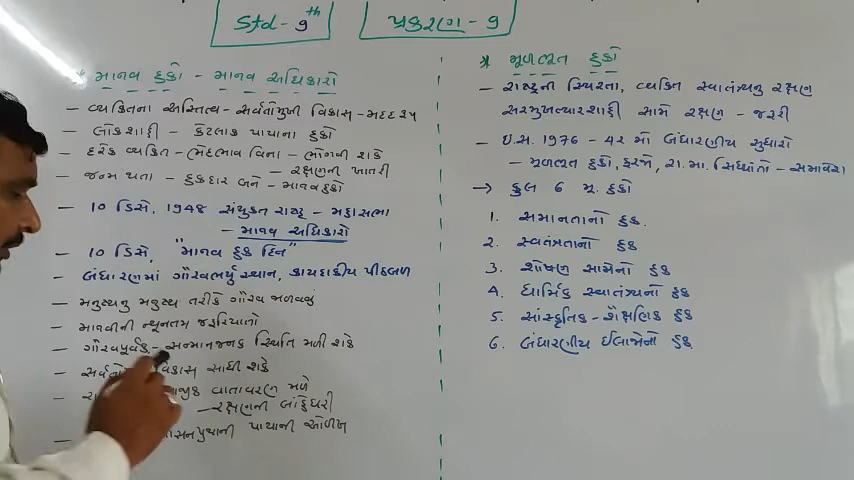 Std - 9th
પ્રકરણ - 9
* માનવ હકો - માનવ અધિકારો
- વ્યકિતના અસ્તિત્વ - સર્વતોમુખી વિકાસ - મદદરૂપ
- લોકશાહી - કેટલાક પાયાના હકો
- દરેક વ્યકિત - ભેદભાવ વિના - ભોગવી શકે
- રક્ષણની ખાતરી
- જન્મ થતા - હકદાર બને - માનવહકો
- 10 ડિસે, 1948 સંયુકત રાષ્ટ્ર - મહાસભા
- માનવ અધિકારો
- 10 ડિસે, "માનવ હક દિન"
- બંધારણમાં ગૌરવભર્યુ સ્થાન, કાયદાકીય પીઠબળ
- મનુષ્યનુ મનુષ્ય તરીકે ગૌરવ જળવવું
- માનવીની ન્યૂનતમ જરૂરિયાતો
- ગૌરવપૂર્વક - સન્માનજનક સ્થિતિ મળી શકે
- વિકાસ સાધી શકે
- વાતાવરણ મળે
- રક્ષણની બાંહેધરી
- પાયાની ઓળખ
* મૂળભૂત હકો
- રાષ્ટ્રની સ્થિરતા, વ્યકિત સ્વાતંત્ર્યનુ રક્ષણ
સરમુખત્યારશાહી સામે રક્ષણ - જરૂરી
- ઇ.સ. 1976 - 42 માં બંધારણીય સુધારો
- મૂળભૂત હકો, ફરજો, રા.મા. સિધ્ધાંતો - સમાવેશ
→ કુલ 6 મૂ. હકો
1. સમાનતાનો હક.
2. સ્વતંત્રતાનો હક
3. શોષણ સામેનો હક
4. ધાર્મિક સ્વાતંત્ર્યનો હક
5. સાંસ્કૃતિક - શૈક્ષણિક હક
6. બંધારણીય ઈલાજોનો હક